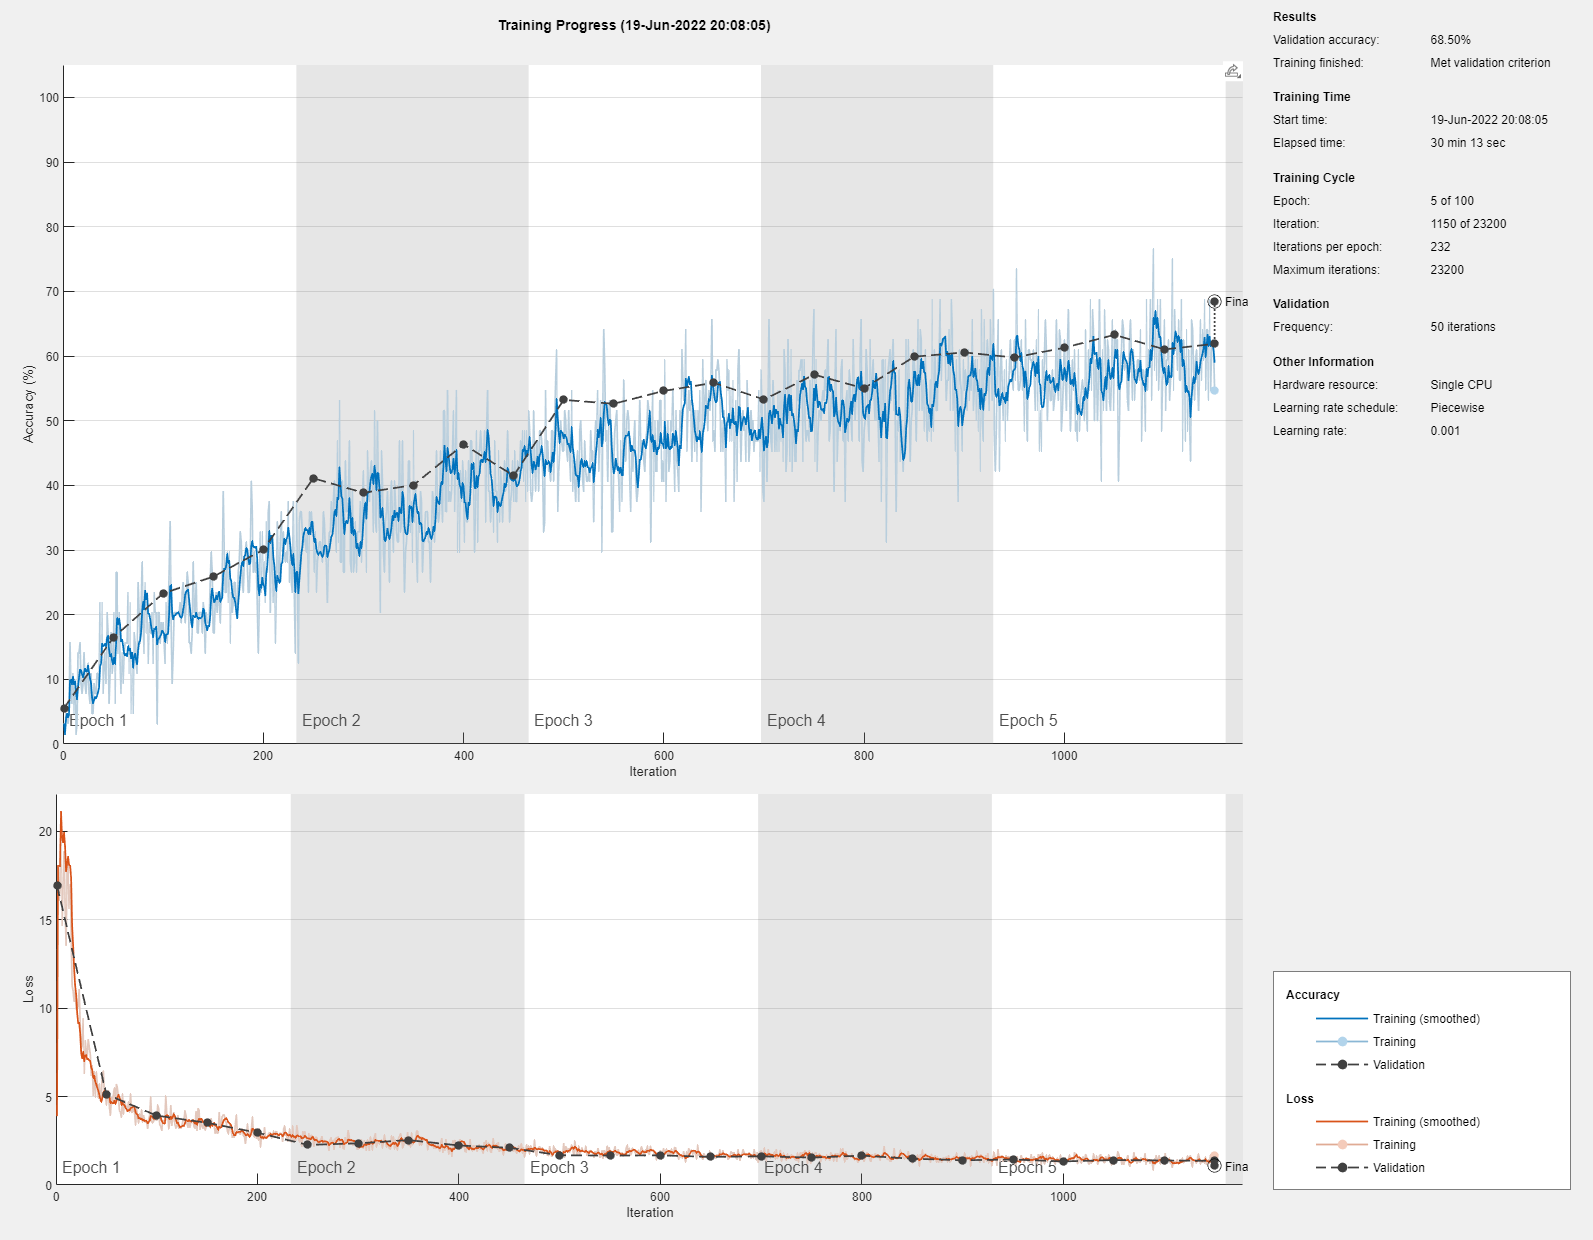 Training Progress (19-Jun-2022 20:08:05)
100
90
80
70
60
50
40
30
20
10
0
Accuracy (%)
Fina
Epoch 1
Epoch 2
Epoch 3
Epoch 4
Epoch 5
0
200
400
600
800
1000
Iteration
20
15
10
5
0
Loss
Epoch 1
Epoch 2
Epoch 3
Epoch 4
Epoch 5
Fina
0
200
400
600
800
1000
Iteration
Results
Validation accuracy: 68.50%
Training finished: Met validation criterion
Training Time
Start time: 19-Jun-2022 20:08:05
Elapsed time: 30 min 13 sec
Training Cycle
Epoch: 5 of 100
Iteration: 1150 of 23200
Iterations per epoch: 232
Maximum iterations: 23200
Validation
Frequency: 50 iterations
Other Information
Hardware resource: Single CPU
Learning rate schedule: Piecewise
Learning rate: 0.001
Accuracy
Training (smoothed)
Training
Validation
Loss
Training (smoothed)
Training
Validation